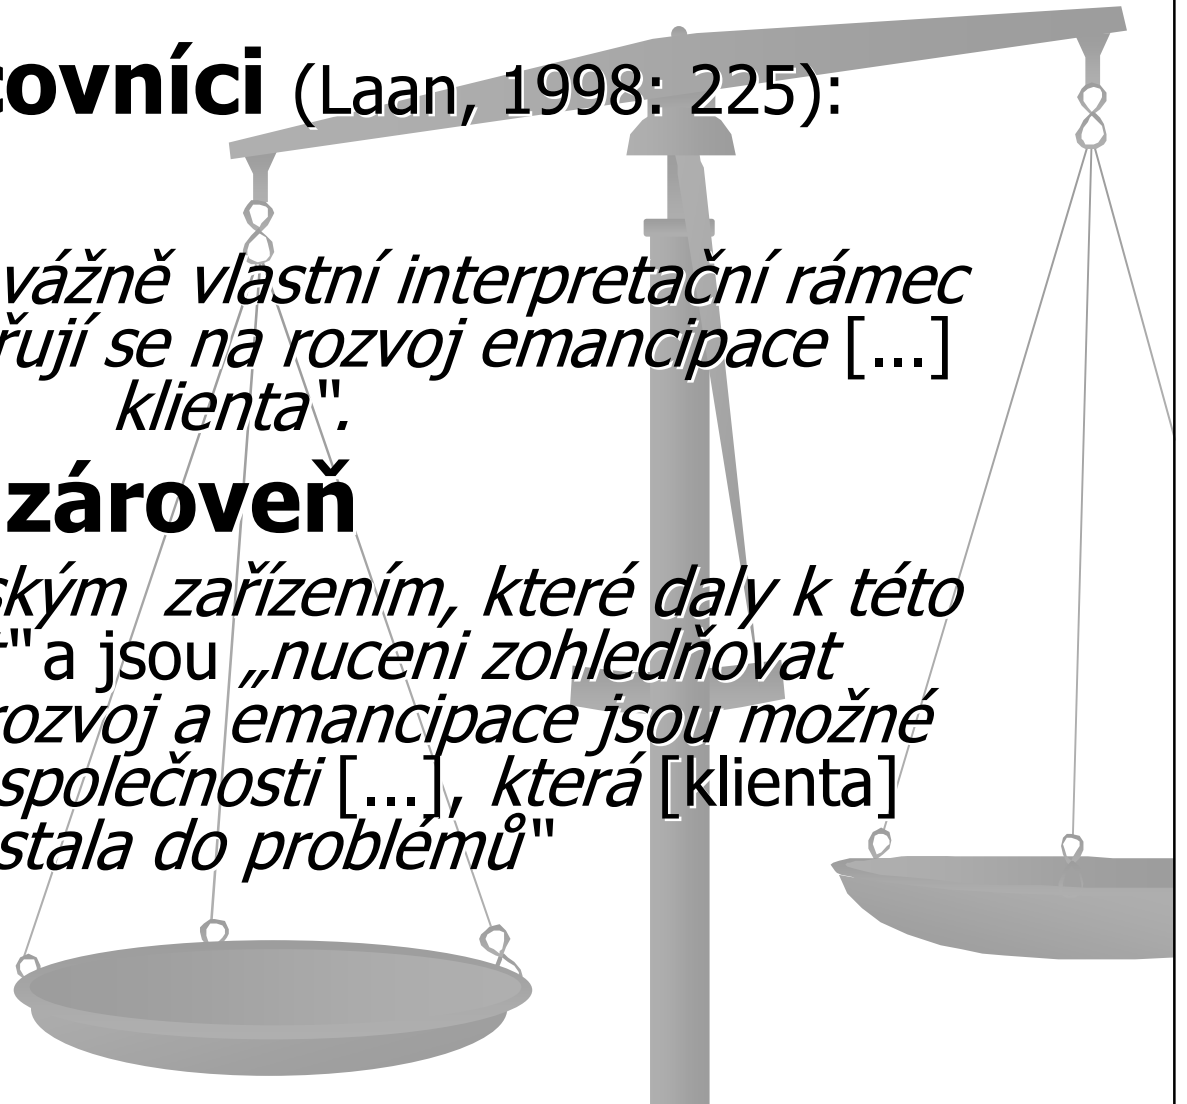 covníci (Laan, 1998: 225):
vážně vlastní interpretační rámec
řují se na rozvoj emancipace [...]
klienta".
zároveň
ským zařízením, které daly k této
" a jsou „nuceni zohledňovat
rozvoj a emancipace jsou možné
společnosti [...], která [klienta]
stala do problémů"